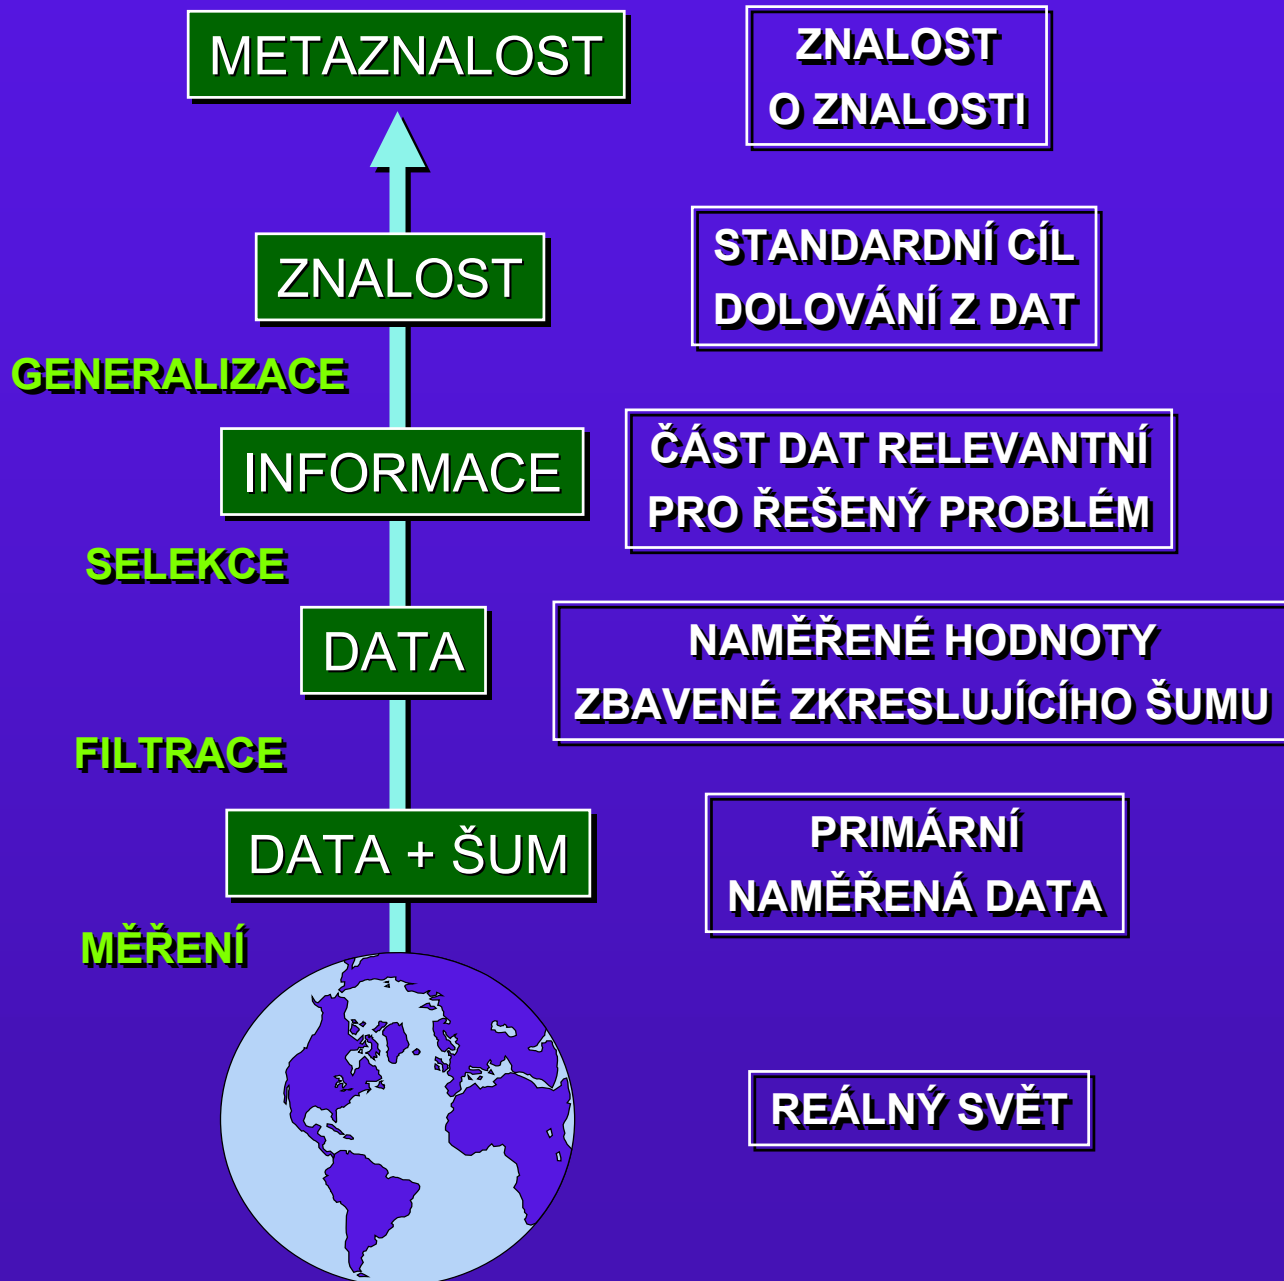 METAZNALOST
ZNALOST
O ZNALOSTI
ZNALOST
STANDARDNÍ CÍL
DOLOVÁNÍ Z DAT
GENERALIZACE
INFORMACE
ČÁST DAT RELEVANTNÍ
PRO ŘEŠENÝ PROBLÉM
SELEKCE
DATA
NAMĚŘENÉ HODNOTY
ZBAVENÉ ZKRESLUJÍCÍHO ŠUMU
FILTRACE
DATA + ŠUM
PRIMÁRNÍ
NAMĚŘENÁ DATA
MĚŘENÍ
REÁLNÝ SVĚT